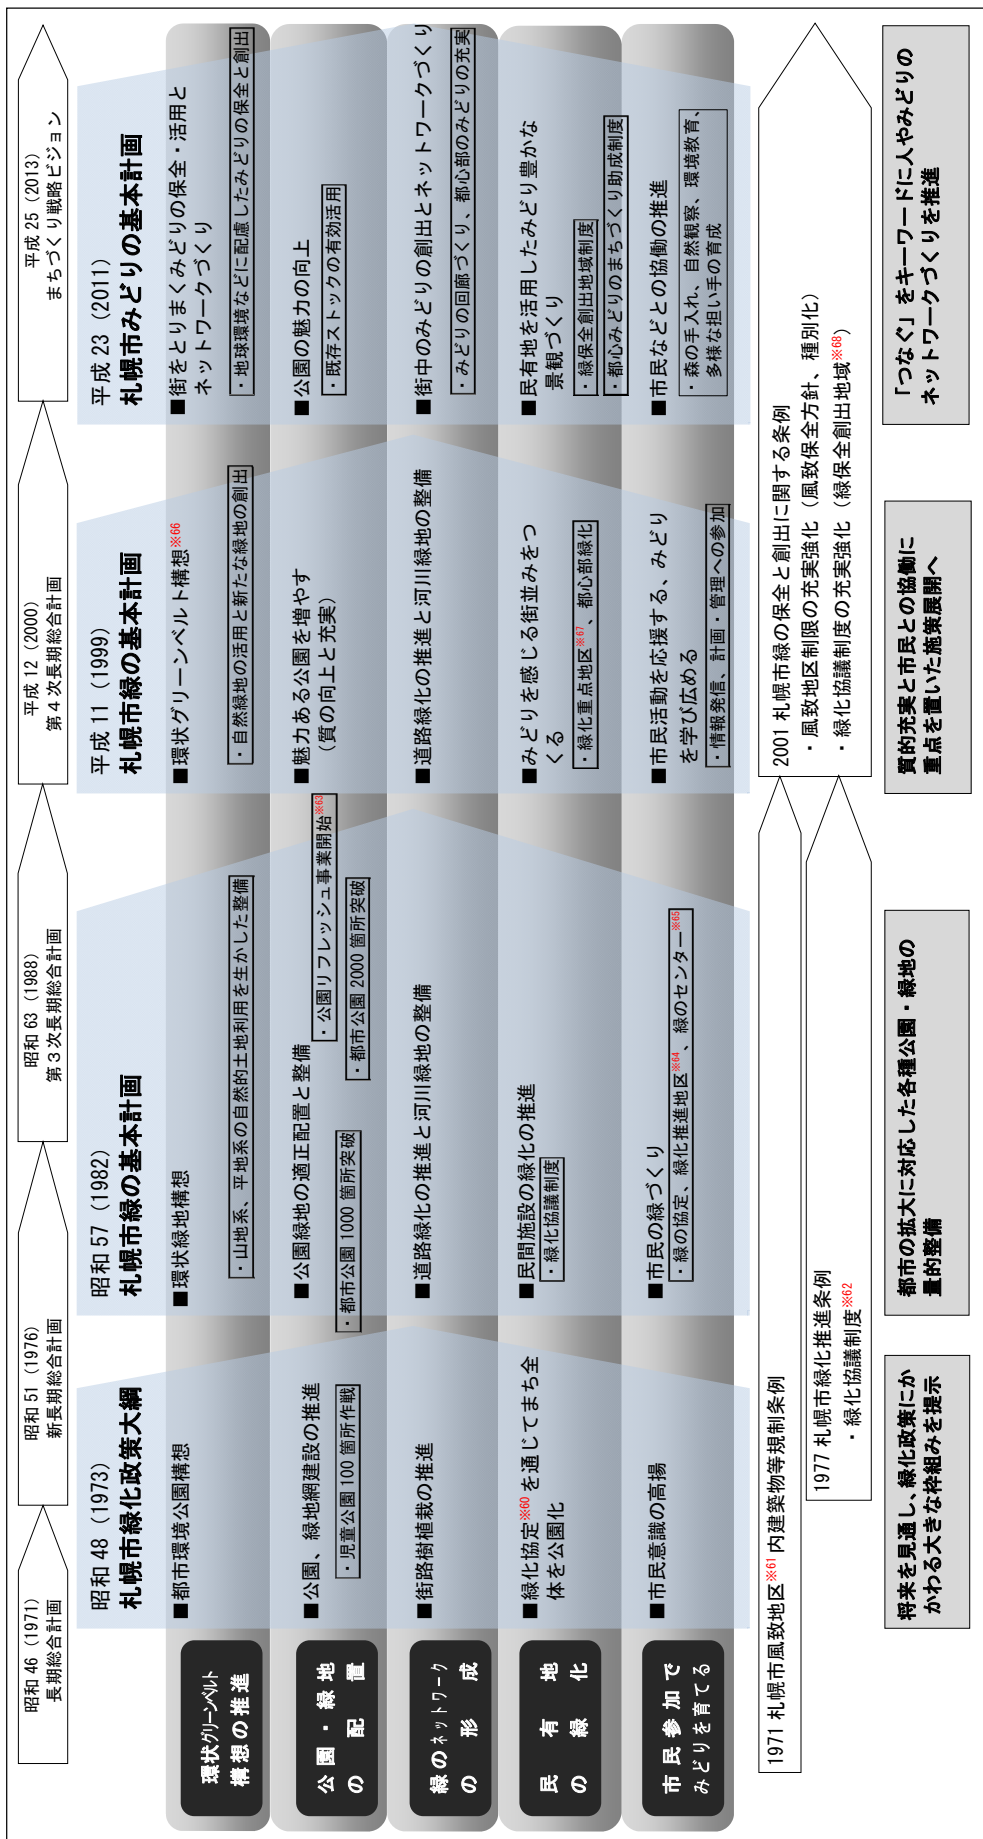 昭和 46 (1971)
長期総合計画
昭和 51 (1976)
新長期総合計画
昭和 63 (1988)
第3次長期総合計画
平成 12 (2000)
第4次長期総合計画
平成 25 (2013)
まちづくり戦略ビジョン
昭和 48 (1973)
札幌市緑化政策大綱
昭和 57 (1982)
札幌市緑の基本計画
平成 11 (1999)
札幌市緑の基本計画
平成 23 (2011)
札幌市みどりの基本計画
環状グリーンベルト
構想の推進
■都市環境公園構想
■環状緑地構想
・山地系、平地系の自然的土地利用を生かした整備
■環状グリーンベルト構想※66
・自然緑地の活用と新たな緑地の創出
■街をとりまくみどりの保全・活用と
ネットワークづくり
・地球環境などに配慮したみどりの保全と創出
公園・緑地
の配置
■公園、緑地網建設の推進
・児童公園 100 箇所作戦
■公園緑地の適正配置と整備
・都市公園 1000 箇所突破
・公園リフレッシュ事業開始※63
・都市公園 2000 箇所突破
■魅力ある公園を増やす
(質の向上と充実)
■公園の魅力の向上
・既存ストックの有効活用
緑のネットワーク
の形成
■街路樹植栽の推進
■道路緑化の推進と河川緑地の整備
■道路緑化の推進と河川緑地の整備
■街中のみどりの創出とネットワークづくり
・みどりの回廊づくり、都心部のみどりの充実
民有地
の緑化
■緑化協定※60 を通じてまち全
体を公園化
■民間施設の緑化の推進
・緑化協議制度
■みどりを感じる街並みをつ
くる
・緑化重点地区※67、都心部緑化
■民有地を活用したみどり豊かな
景観づくり
・緑保全創出地域制度
・都心みどりのまちづくり助成制度
市民参加で
みどりを育てる
■市民意識の高揚
■市民の緑づくり
・緑の協定、緑化推進地区※64、緑のセンター※65
■市民活動を応援する、みどり
を学び広める
・情報発信、計画・管理への参加
■市民などとの協働の推進
・森の手入れ、自然観察、環境教育、
多様な担い手の育成
1971 札幌市風致地区※61 内建築物等規制条例
1977 札幌市緑化推進条例
・緑化協議制度※62
2001 札幌市緑の保全と創出に関する条例
・風致地区制限の充実強化 (風致保全方針、種別化)
・緑化協議制度の充実強化 (緑保全創出地域※68)
将来を見通し、緑化政策にか
かわる大きな枠組みを提示
都市の拡大に対応した各種公園・緑地の
量的整備
質的充実と市民との協働に
重点を置いた施策展開へ
「つなぐ」をキーワードに人やみどりの
ネットワークづくりを推進